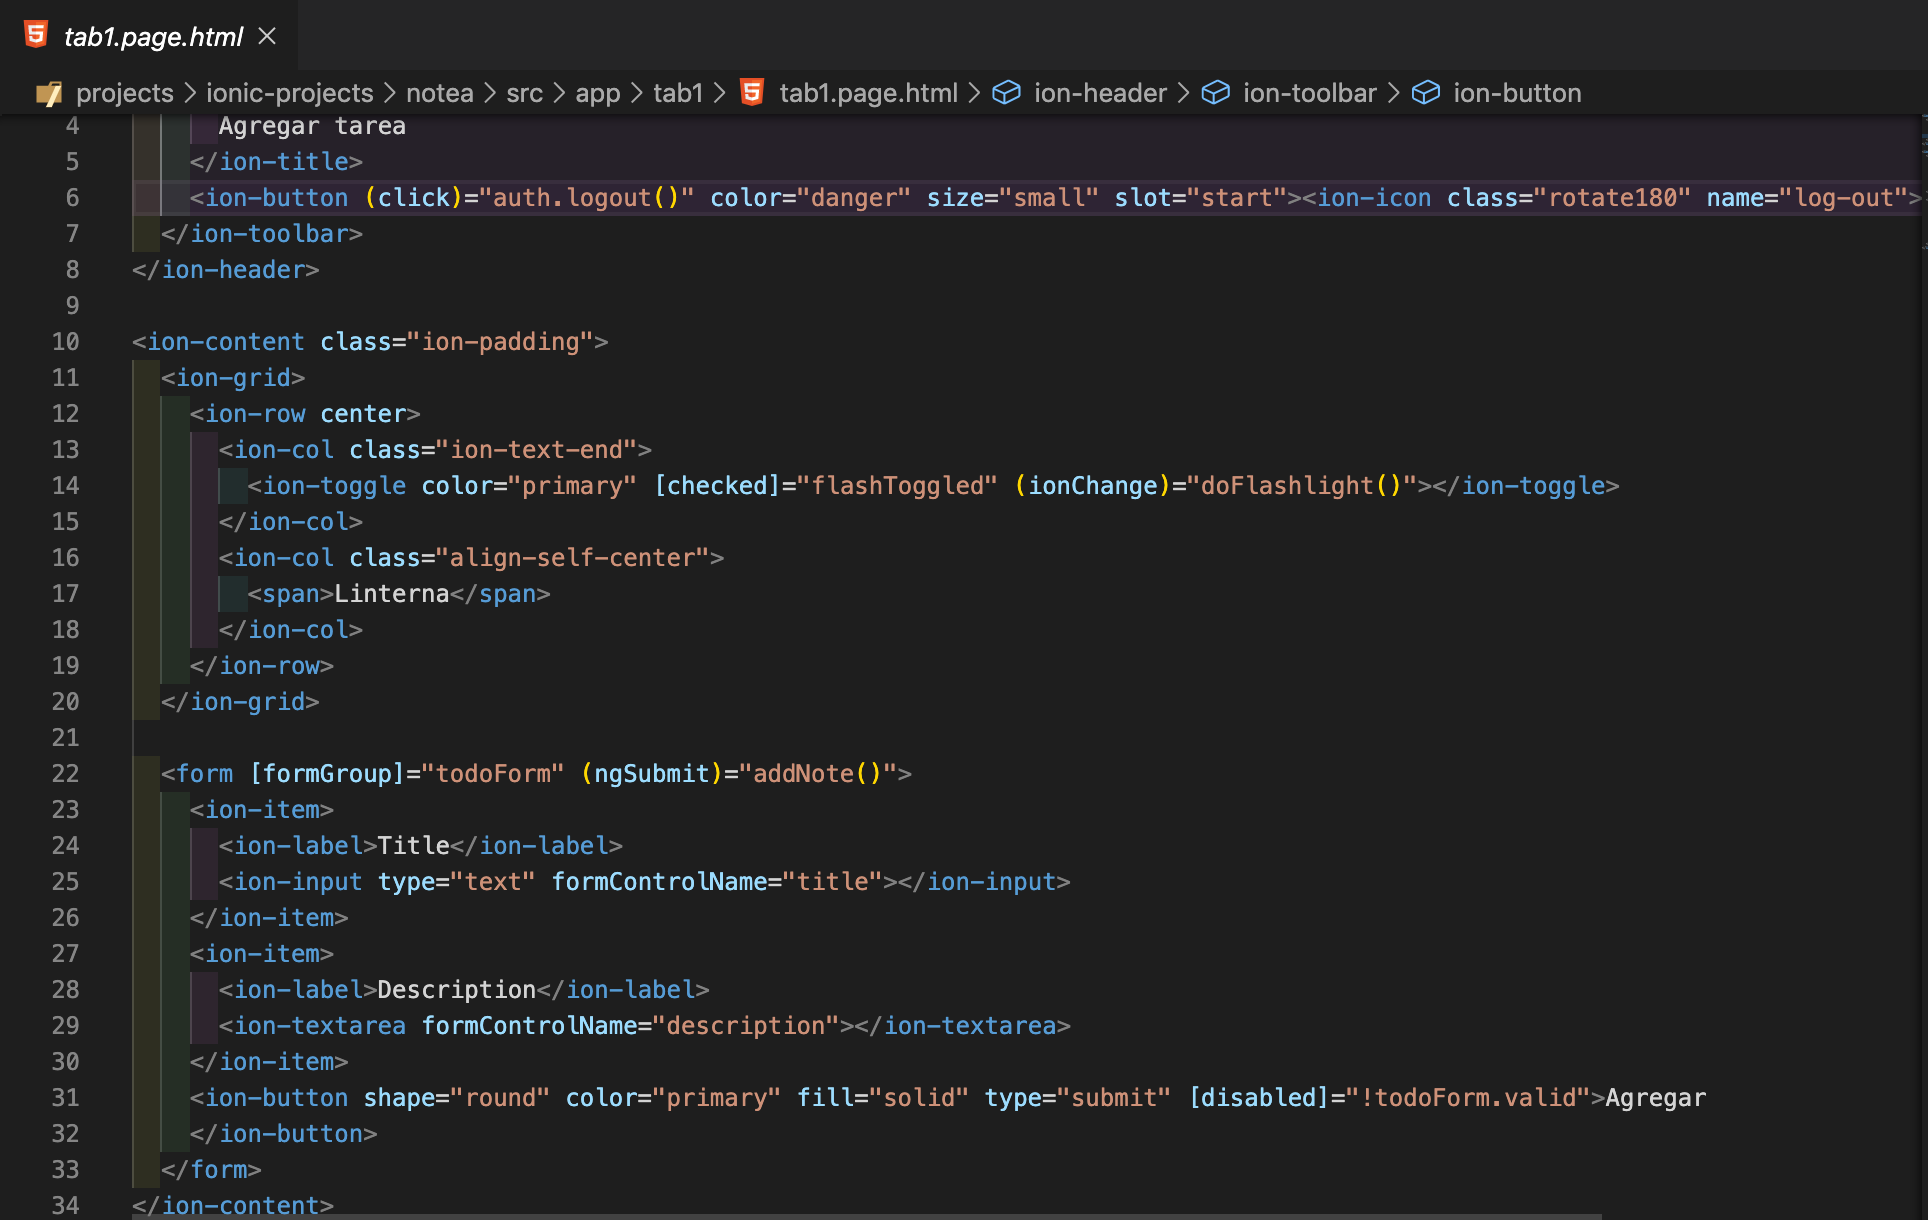 tab1.page.html
projects > ionic-projects > notea > src > app > tab1 > tab1.page.html > ion-header > ion-toolbar > ion-button
4 Agregar tarea
5 </ion-title>
6 <ion-button (click)="auth.logout()" color="danger" size="small" slot="start"><ion-icon class="rotate180" name="log-out">
7 </ion-toolbar>
8 </ion-header>
9
10 <ion-content class="ion-padding">
11 <ion-grid>
12 <ion-row center>
13 <ion-col class="ion-text-end">
14 <ion-toggle color="primary" [checked]="flashToggled" (ionChange)="doFlashlight()"></ion-toggle>
15 </ion-col>
16 <ion-col class="align-self-center">
17 <span>Linterna</span>
18 </ion-col>
19 </ion-row>
20 </ion-grid>
21
22 <form [formGroup]="todoForm" (ngSubmit)="addNote()">
23 <ion-item>
24 <ion-label>Title</ion-label>
25 <ion-input type="text" formControlName="title"></ion-input>
26 </ion-item>
27 <ion-item>
28 <ion-label>Description</ion-label>
29 <ion-textarea formControlName="description"></ion-textarea>
30 </ion-item>
31 <ion-button shape="round" color="primary" fill="solid" type="submit" [disabled]="!todoForm.valid">Agregar
32 </ion-button>
33 </form>
34 </ion-content>